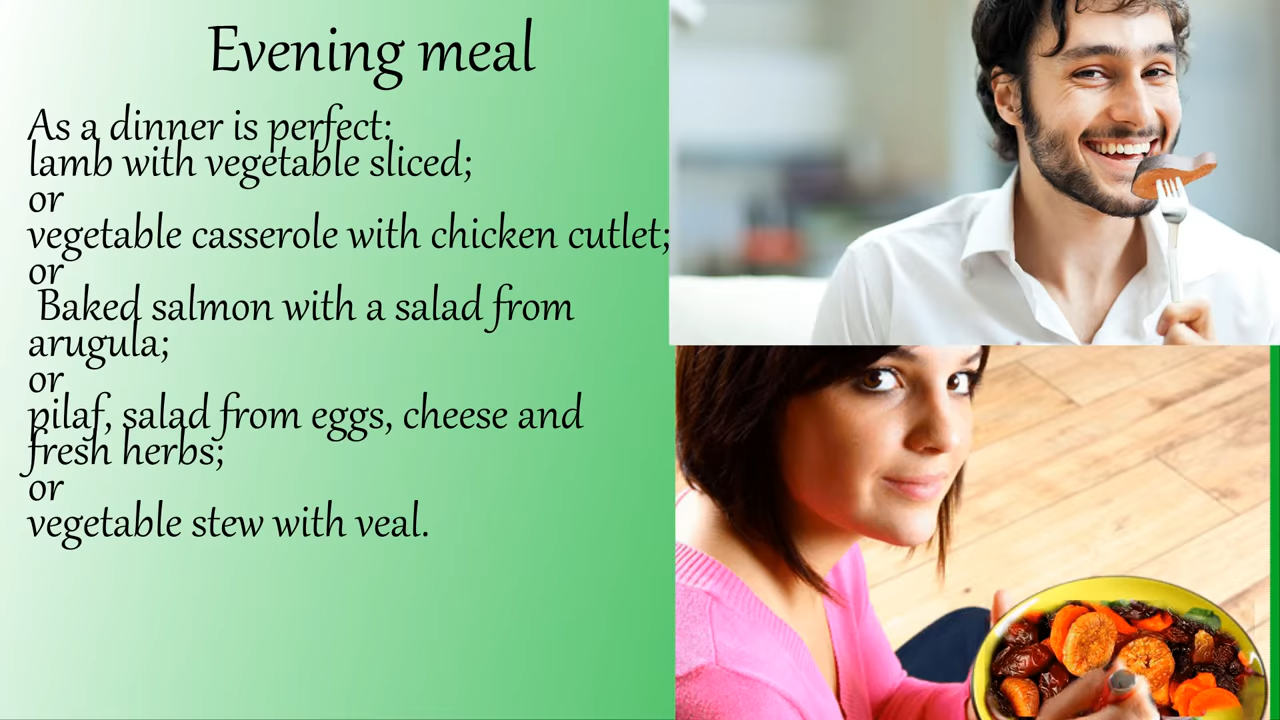 Evening meal
As a dinner is perfect:
lamb with vegetable sliced;
or
vegetable casserole with chicken cutlet;
or
Baked salmon with a salad from
arugula;
or
pilaf, salad from eggs, cheese and
fresh herbs;
or
vegetable stew with veal.